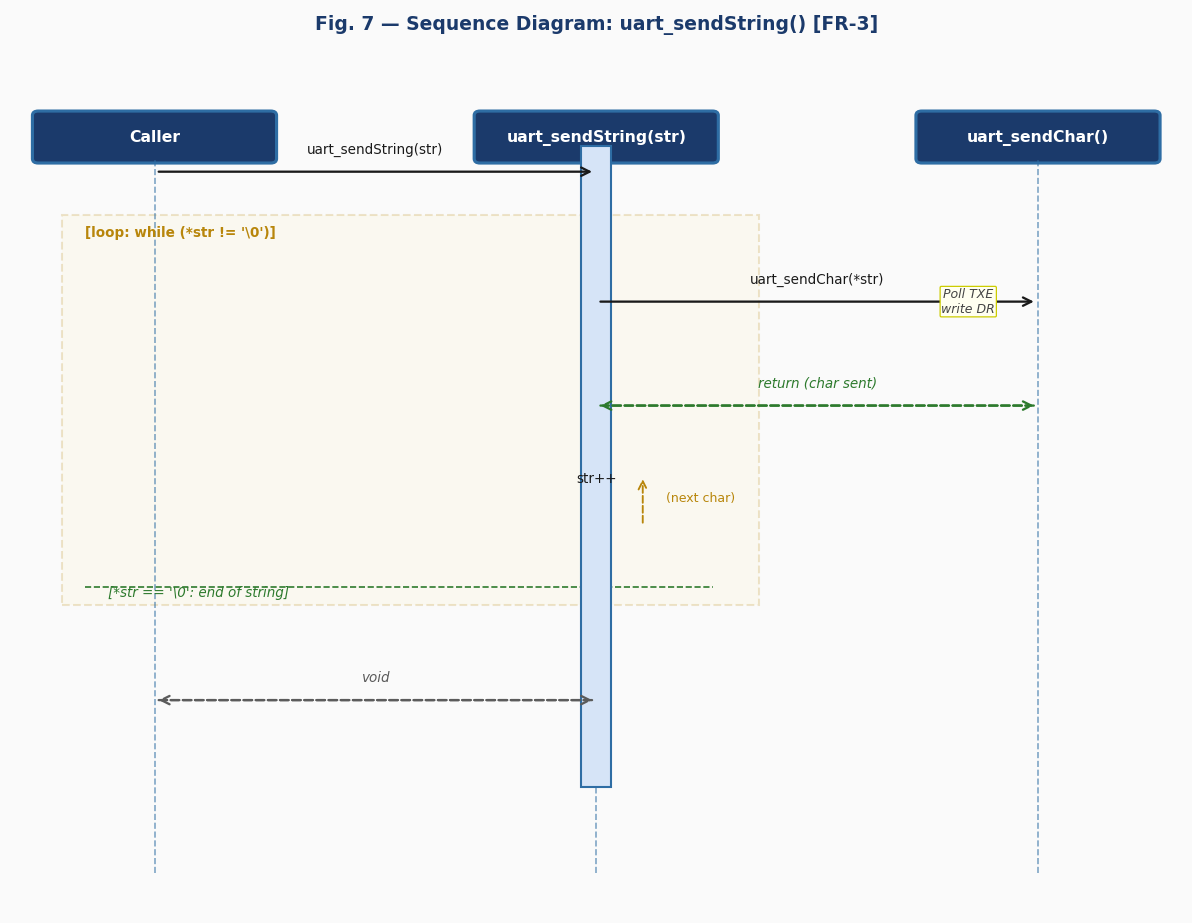 Fig. 7 — Sequence Diagram: uart_sendString() [FR-3]
Caller
uart_sendString(str)
uart_sendChar()
uart_sendString(str)
[loop: while (*str != '\0')]
uart_sendChar(*str)
Poll TXE
write DR
return (char sent)
str++
(next char)
[*str == '\0': end of string]
void